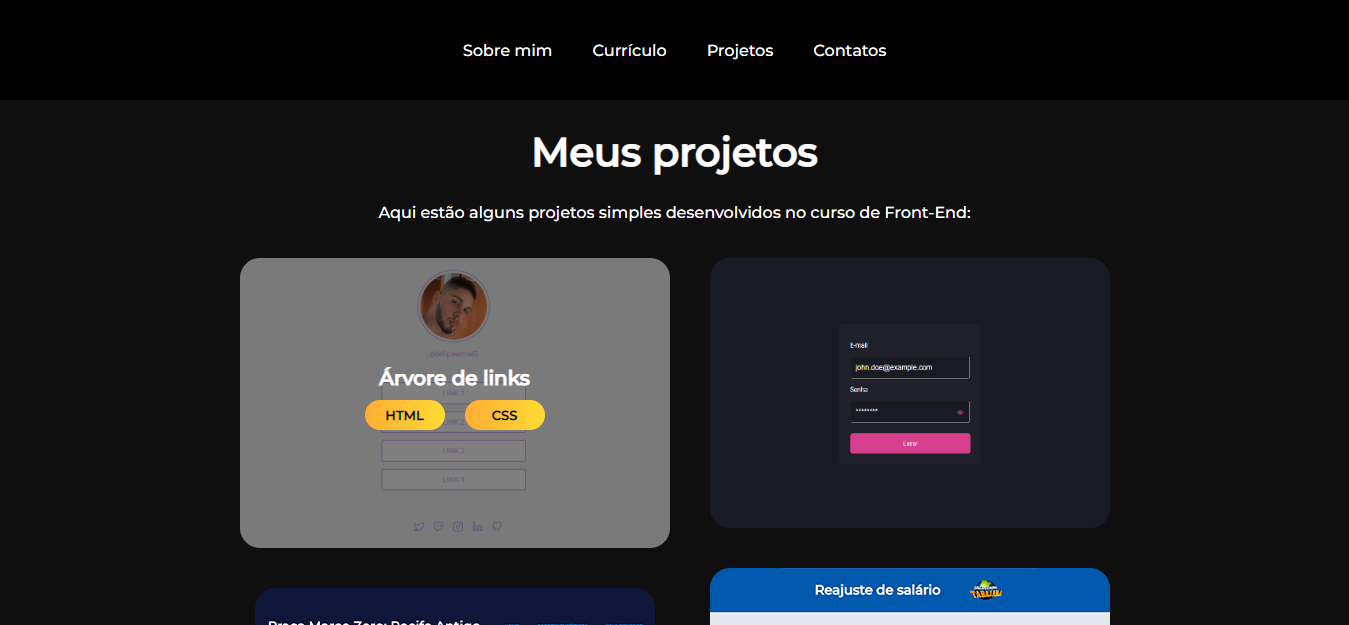 Sobre mim Currículo Projetos Contatos
Meus projetos
Aqui estão alguns projetos simples desenvolvidos no curso de Front-End:
Árvore de links
LINK 1
HTML CSS
LINK 2
LINK 3
LINK 4
E-mail
john.doe@example.com
Senha
********
Entrar
Reajuste de salário
TABAJARA
Praça Marco Zero: Recife Antigo